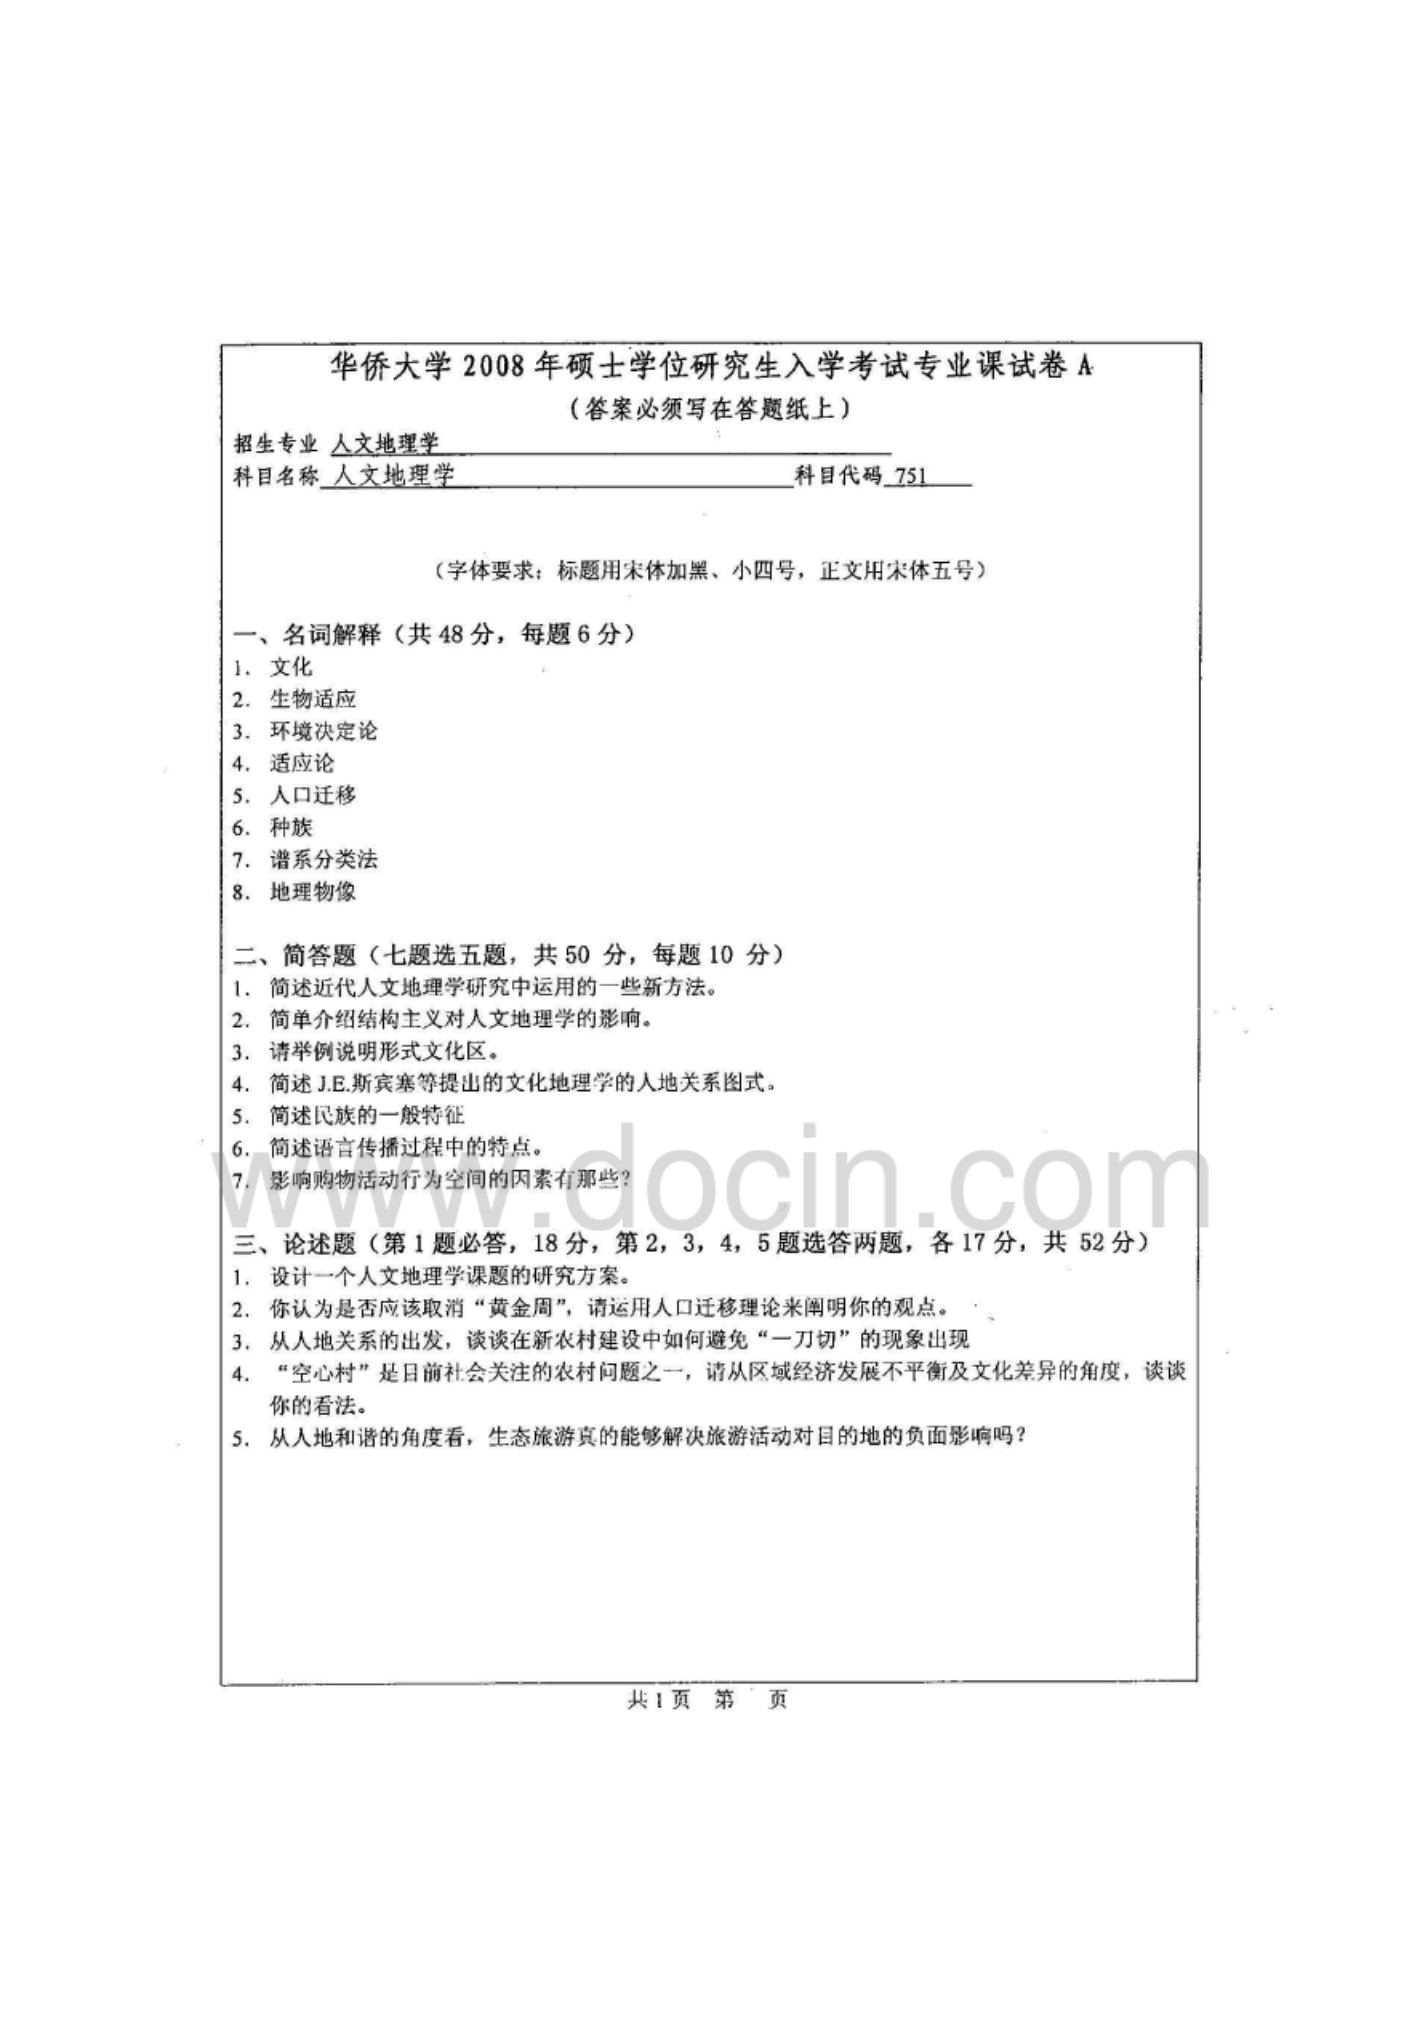 华侨大学 2008 年硕士学位研究生入学考试专业课试卷 A
（答案必须写在答题纸上）
招生专业 人文地理学
科目名称 人文地理学 科目代码 751
（字体要求：标题用宋体加黑、小四号，正文用宋体五号）
一、名词解释（共 48 分，每题 6 分）
1. 文化
2. 生物适应
3. 环境决定论
4. 适应论
5. 人口迁移
6. 种族
7. 谱系分类法
8. 地理物像
二、简答题（七题选五题，共 50 分，每题 10 分）
1. 简述近代人文地理学研究中运用的一些新方法。
2. 简单介绍结构主义对人文地理学的影响。
3. 请举例说明形式文化区。
4. 简述 J.E.斯宾塞等提出的文化地理学的人地关系图式。
5. 简述民族的一般特征
6. 简述语言传播过程中的特点。
7. 影响购物活动行为空间的因素有那些？
www.docin.com
三、论述题（第 1 题必答，18 分，第 2，3，4，5 题选答两题，各 17 分，共 52 分）
1. 设计一个人文地理学课题的研究方案。
2. 你认为是否应该取消“黄金周”，请运用人口迁移理论来阐明你的观点。
3. 从人地关系的出发，谈谈在新农村建设中如何避免“一刀切”的现象出现
4. “空心村”是目前社会关注的农村问题之一，请从区域经济发展不平衡及文化差异的角度，谈谈
你的看法。
5. 从人地和谐的角度看，生态旅游真的能够解决旅游活动对目的地的负面影响吗？
共 1 页 第 页